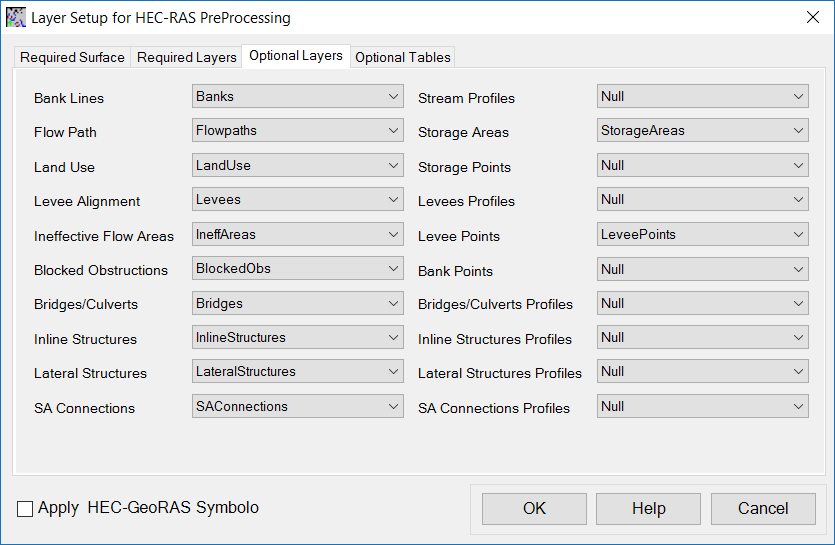 Layer Setup for HEC-RAS PreProcessing
Required Surface Required Layers Optional Layers Optional Tables
Bank Lines Banks Stream Profiles Null
Flow Path Flowpaths Storage Areas StorageAreas
Land Use LandUse Storage Points Null
Levee Alignment Levees Levees Profiles Null
Ineffective Flow Areas IneffAreas Levee Points LeveePoints
Blocked Obstructions BlockedObs Bank Points Null
Bridges/Culverts Bridges Bridges/Culverts Profiles Null
Inline Structures InlineStructures Inline Structures Profiles Null
Lateral Structures LateralStructures Lateral Structures Profiles Null
SA Connections SAConnections SA Connections Profiles Null
Apply HEC-GeoRAS Symbolo OK Help Cancel